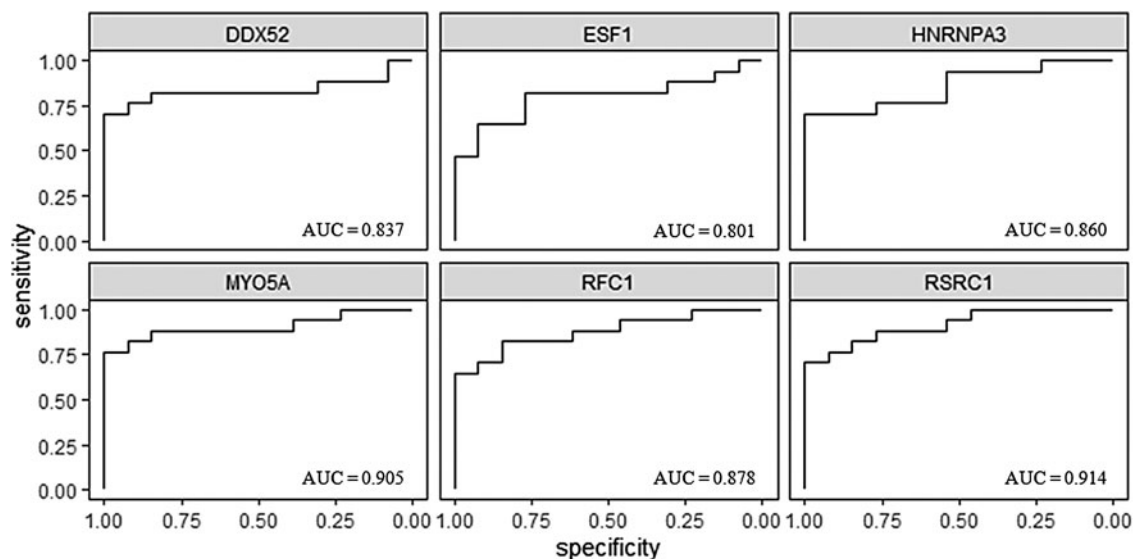 DDX52 ESF1 HNRNPA3
1.00
0.75
0.50
0.25
0.00
AUC = 0.837 AUC = 0.801 AUC = 0.860
MYO5A RFC1 RSRC1
sensitivity
1.00
0.75
0.50
0.25
0.00
AUC = 0.905 AUC = 0.878 AUC = 0.914
1.00 0.75 0.50 0.25 0.00 1.00 0.75 0.50 0.25 0.00 1.00 0.75 0.50 0.25 0.00
specificity